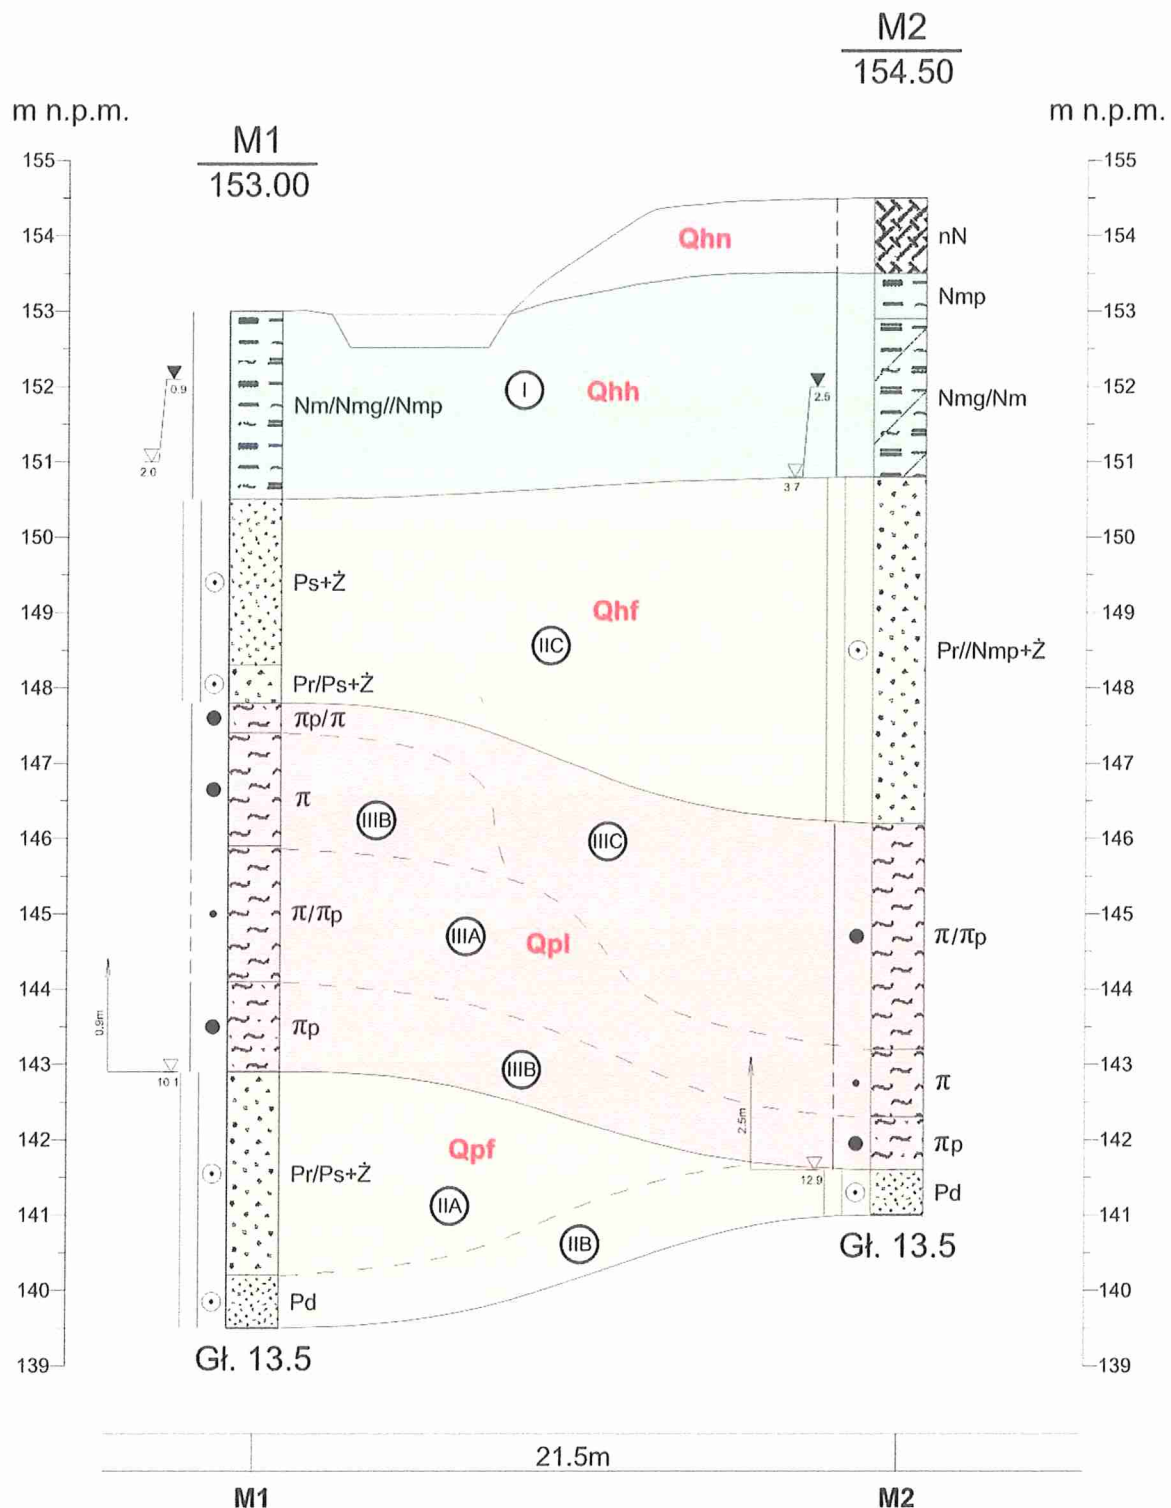 M2
154.50
m n.p.m.
m n.p.m.
M1
153.00
155
155
Qhn
nN
154
154
Nmp
153
153
0.9
152
I
Qhh
2.5
152
Nm/Nmg//Nmp
Nmg/Nm
151
2.0
3.7
151
150
150
Ps+Ż
149
Qhf
149
IIC
Pr//Nmp+Ż
148
Pr/Ps+Ż
148
πp/π
147
147
π
IIIB
IIIC
146
146
145
π/πp
IIIA
Qpl
π/πp
145
144
144
0.9m
πp
143
10.1
IIIB
143
π
2.5m
142
Qpf
πp
142
Pr/Ps+Ż
12.9
Pd
141
IIA
141
IIB
Gł. 13.5
140
Pd
140
Gł. 13.5
139
139
21.5m
M1
M2